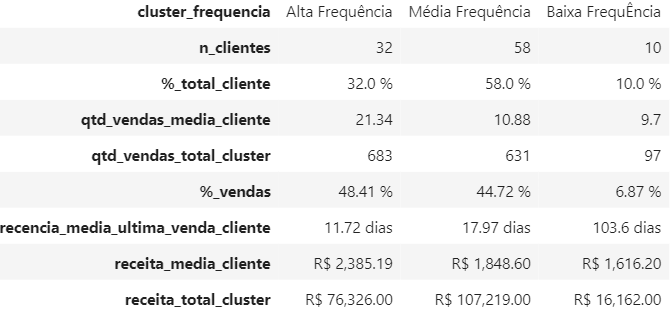 cluster_frequencia Alta Frequência Média Frequência Baixa FrequÊncia
n_clientes 32 58 10
%_total_cliente 32.0 % 58.0 % 10.0 %
qtd_vendas_media_cliente 21.34 10.88 9.7
qtd_vendas_total_cluster 683 631 97
%_vendas 48.41 % 44.72 % 6.87 %
recencia_media_ultima_venda_cliente 11.72 dias 17.97 dias 103.6 dias
receita_media_cliente R$ 2,385.19 R$ 1,848.60 R$ 1,616.20
receita_total_cluster R$ 76,326.00 R$ 107,219.00 R$ 16,162.00